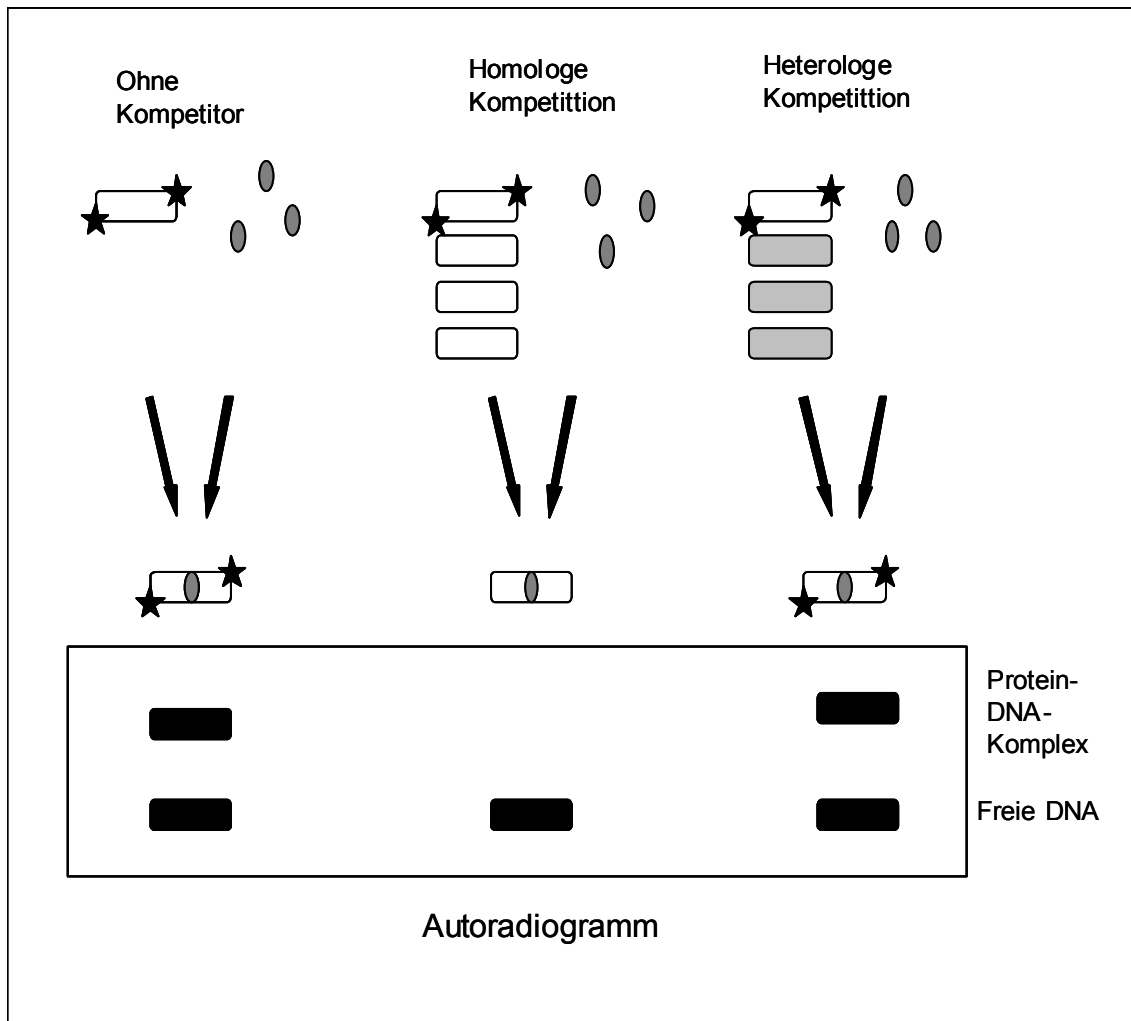 Ohne
Kompetitor
Homologe
Kompetittion
Heterologe
Kompetittion
Protein-
DNA-
Komplex
Freie DNA
Autoradiogramm